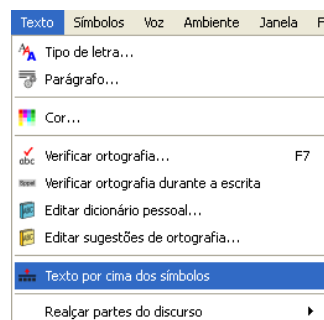 Texto Símbolos Voz Ambiente Janela F
Tipo de letra...
Parágrafo...
Cor...
Verificar ortografia... F7
Verificar ortografia durante a escrita
Editar dicionário pessoal...
Editar sugestões de ortografia...
Texto por cima dos símbolos
Realçar partes do discurso